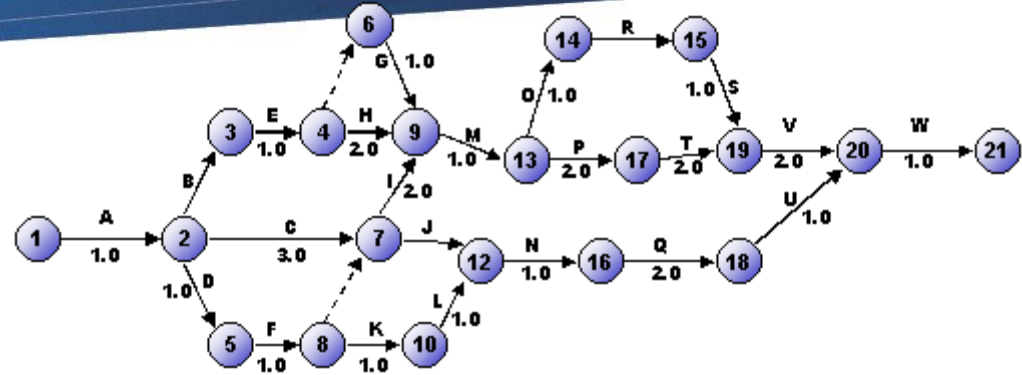 6
14 R 15
G 1.0
O 1.0
1.0 S
3 E 4 H 9 M 13 P 17 T 19 V 20 W 21
1.0 2.0 1.0 2.0 2.0 2.0 1.0
B
I 2.0
U 1.0
1 A 2 C 7 J 12 N 16 Q 18
1.0 3.0 1.0 2.0
1.0 D
L 1.0
5 F 8 K 10
1.0 1.0